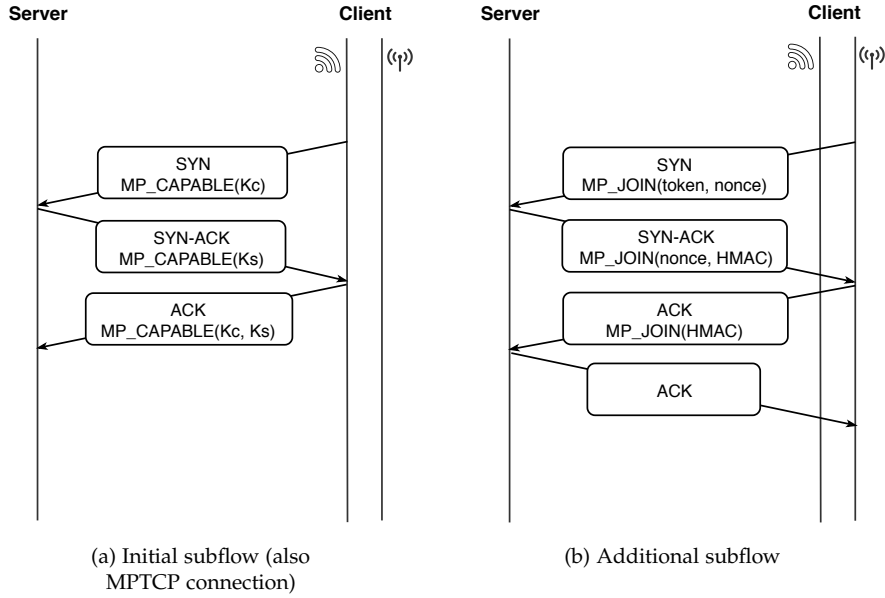 Server
Client
SYN
MP_CAPABLE(Kc)
SYN-ACK
MP_CAPABLE(Ks)
ACK
MP_CAPABLE(Kc, Ks)
(a) Initial subflow (also
MPTCP connection)
Server
Client
SYN
MP_JOIN(token, nonce)
SYN-ACK
MP_JOIN(nonce, HMAC)
ACK
MP_JOIN(HMAC)
ACK
(b) Additional subflow